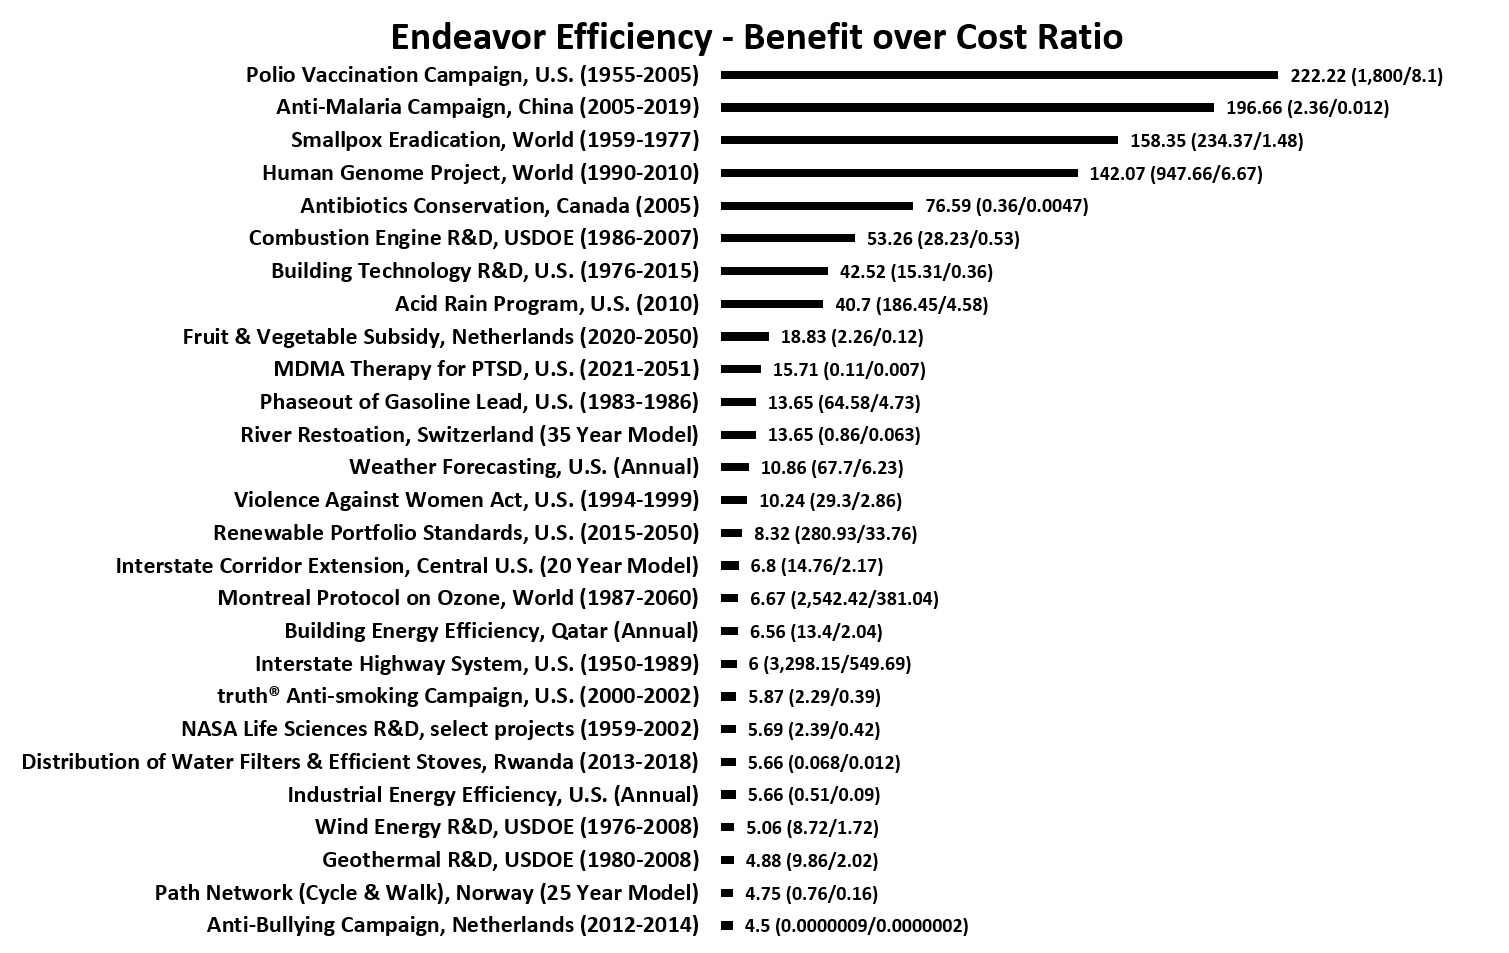 Endeavor Efficiency - Benefit over Cost Ratio
Polio Vaccination Campaign, U.S. (1955-2005) 222.22 (1,800/8.1)
Anti-Malaria Campaign, China (2005-2019) 196.66 (2.36/0.012)
Smallpox Eradication, World (1959-1977) 158.35 (234.37/1.48)
Human Genome Project, World (1990-2010) 142.07 (947.66/6.67)
Antibiotics Conservation, Canada (2005) 76.59 (0.36/0.0047)
Combustion Engine R&D, USDOE (1986-2007) 53.26 (28.23/0.53)
Building Technology R&D, U.S. (1976-2015) 42.52 (15.31/0.36)
Acid Rain Program, U.S. (2010) 40.7 (186.45/4.58)
Fruit & Vegetable Subsidy, Netherlands (2020-2050) 18.83 (2.26/0.12)
MDMA Therapy for PTSD, U.S. (2021-2051) 15.71 (0.11/0.007)
Phaseout of Gasoline Lead, U.S. (1983-1986) 13.65 (64.58/4.73)
River Restoation, Switzerland (35 Year Model) 13.65 (0.86/0.063)
Weather Forecasting, U.S. (Annual) 10.86 (67.7/6.23)
Violence Against Women Act, U.S. (1994-1999) 10.24 (29.3/2.86)
Renewable Portfolio Standards, U.S. (2015-2050) 8.32 (280.93/33.76)
Interstate Corridor Extension, Central U.S. (20 Year Model) 6.8 (14.76/2.17)
Montreal Protocol on Ozone, World (1987-2060) 6.67 (2,542.42/381.04)
Building Energy Efficiency, Qatar (Annual) 6.56 (13.4/2.04)
Interstate Highway System, U.S. (1950-1989) 6 (3,298.15/549.69)
truth® Anti-smoking Campaign, U.S. (2000-2002) 5.87 (2.29/0.39)
NASA Life Sciences R&D, select projects (1959-2002) 5.69 (2.39/0.42)
Distribution of Water Filters & Efficient Stoves, Rwanda (2013-2018) 5.66 (0.068/0.012)
Industrial Energy Efficiency, U.S. (Annual) 5.66 (0.51/0.09)
Wind Energy R&D, USDOE (1976-2008) 5.06 (8.72/1.72)
Geothermal R&D, USDOE (1980-2008) 4.88 (9.86/2.02)
Path Network (Cycle & Walk), Norway (25 Year Model) 4.75 (0.76/0.16)
Anti-Bullying Campaign, Netherlands (2012-2014) 4.5 (0.0000009/0.0000002)